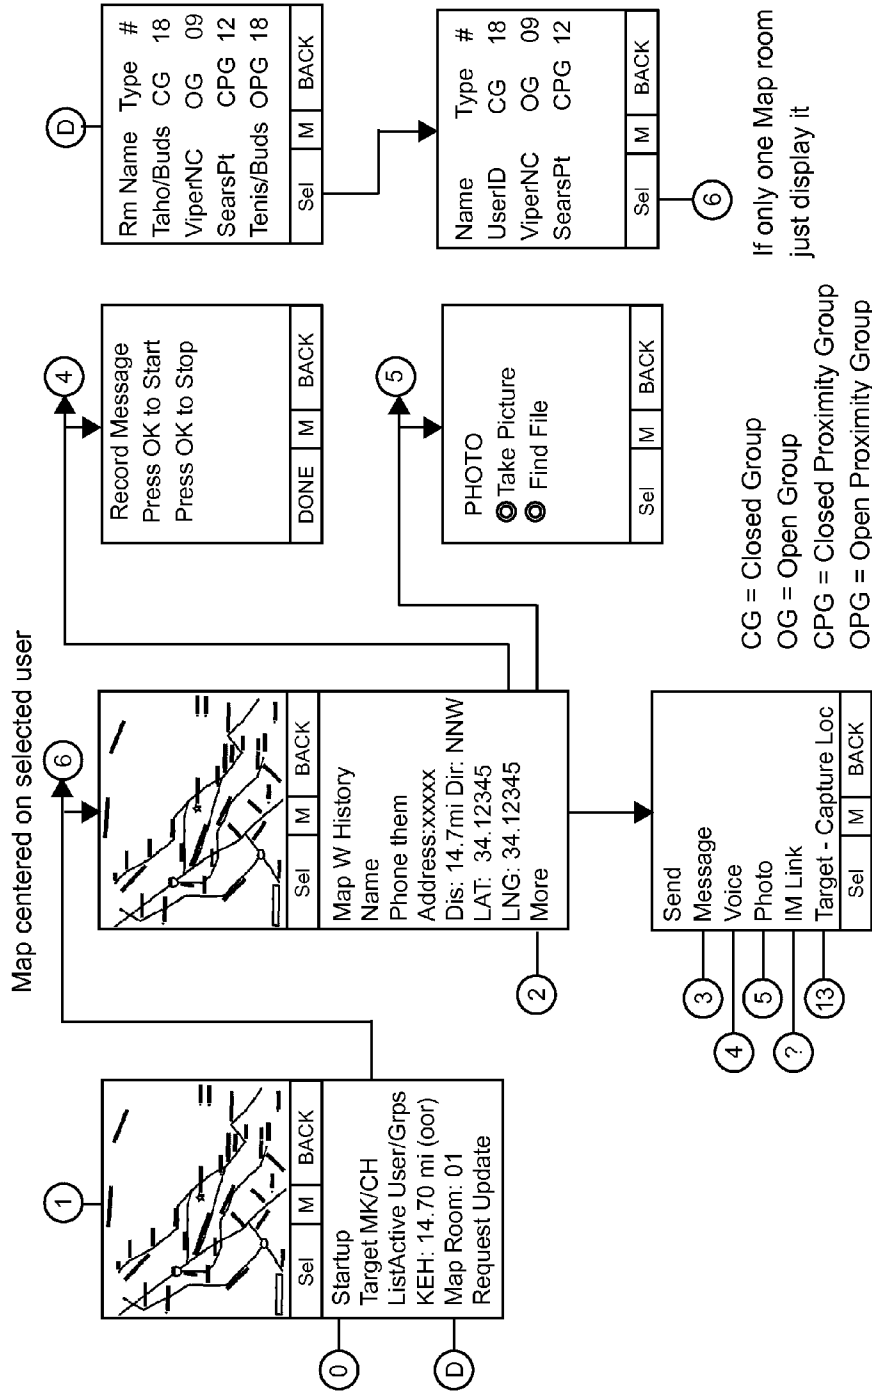 Map centered on selected user
1
Sel M BACK
Startup
Target MK/CH
ListActive User/Grps
KEH: 14.70 mi (oor)
Map Room: 01
Request Update
0
D
6
Sel M BACK
Map W History
Name
Phone them
Address:xxxxx
Dis: 14.7mi Dir: NNW
LAT: 34.12345
LNG: 34.12345
More
2
Send
Message
Voice
Photo
IM Link
Target - Capture Loc
Sel M BACK
3
4
5
?
13
4
Record Message
Press OK to Start
Press OK to Stop
DONE M BACK
5
PHOTO
Take Picture
Find File
Sel M BACK
CG = Closed Group
OG = Open Group
CPG = Closed Proximity Group
OPG = Open Proximity Group
D
Rm Name Type #
Taho/Buds CG 18
ViperNC OG 09
SearsPt CPG 12
Tenis/Buds OPG 18
Sel M BACK
Name Type #
UserID CG 18
ViperNC OG 09
SearsPt CPG 12
Sel M BACK
6
If only one Map room
just display it